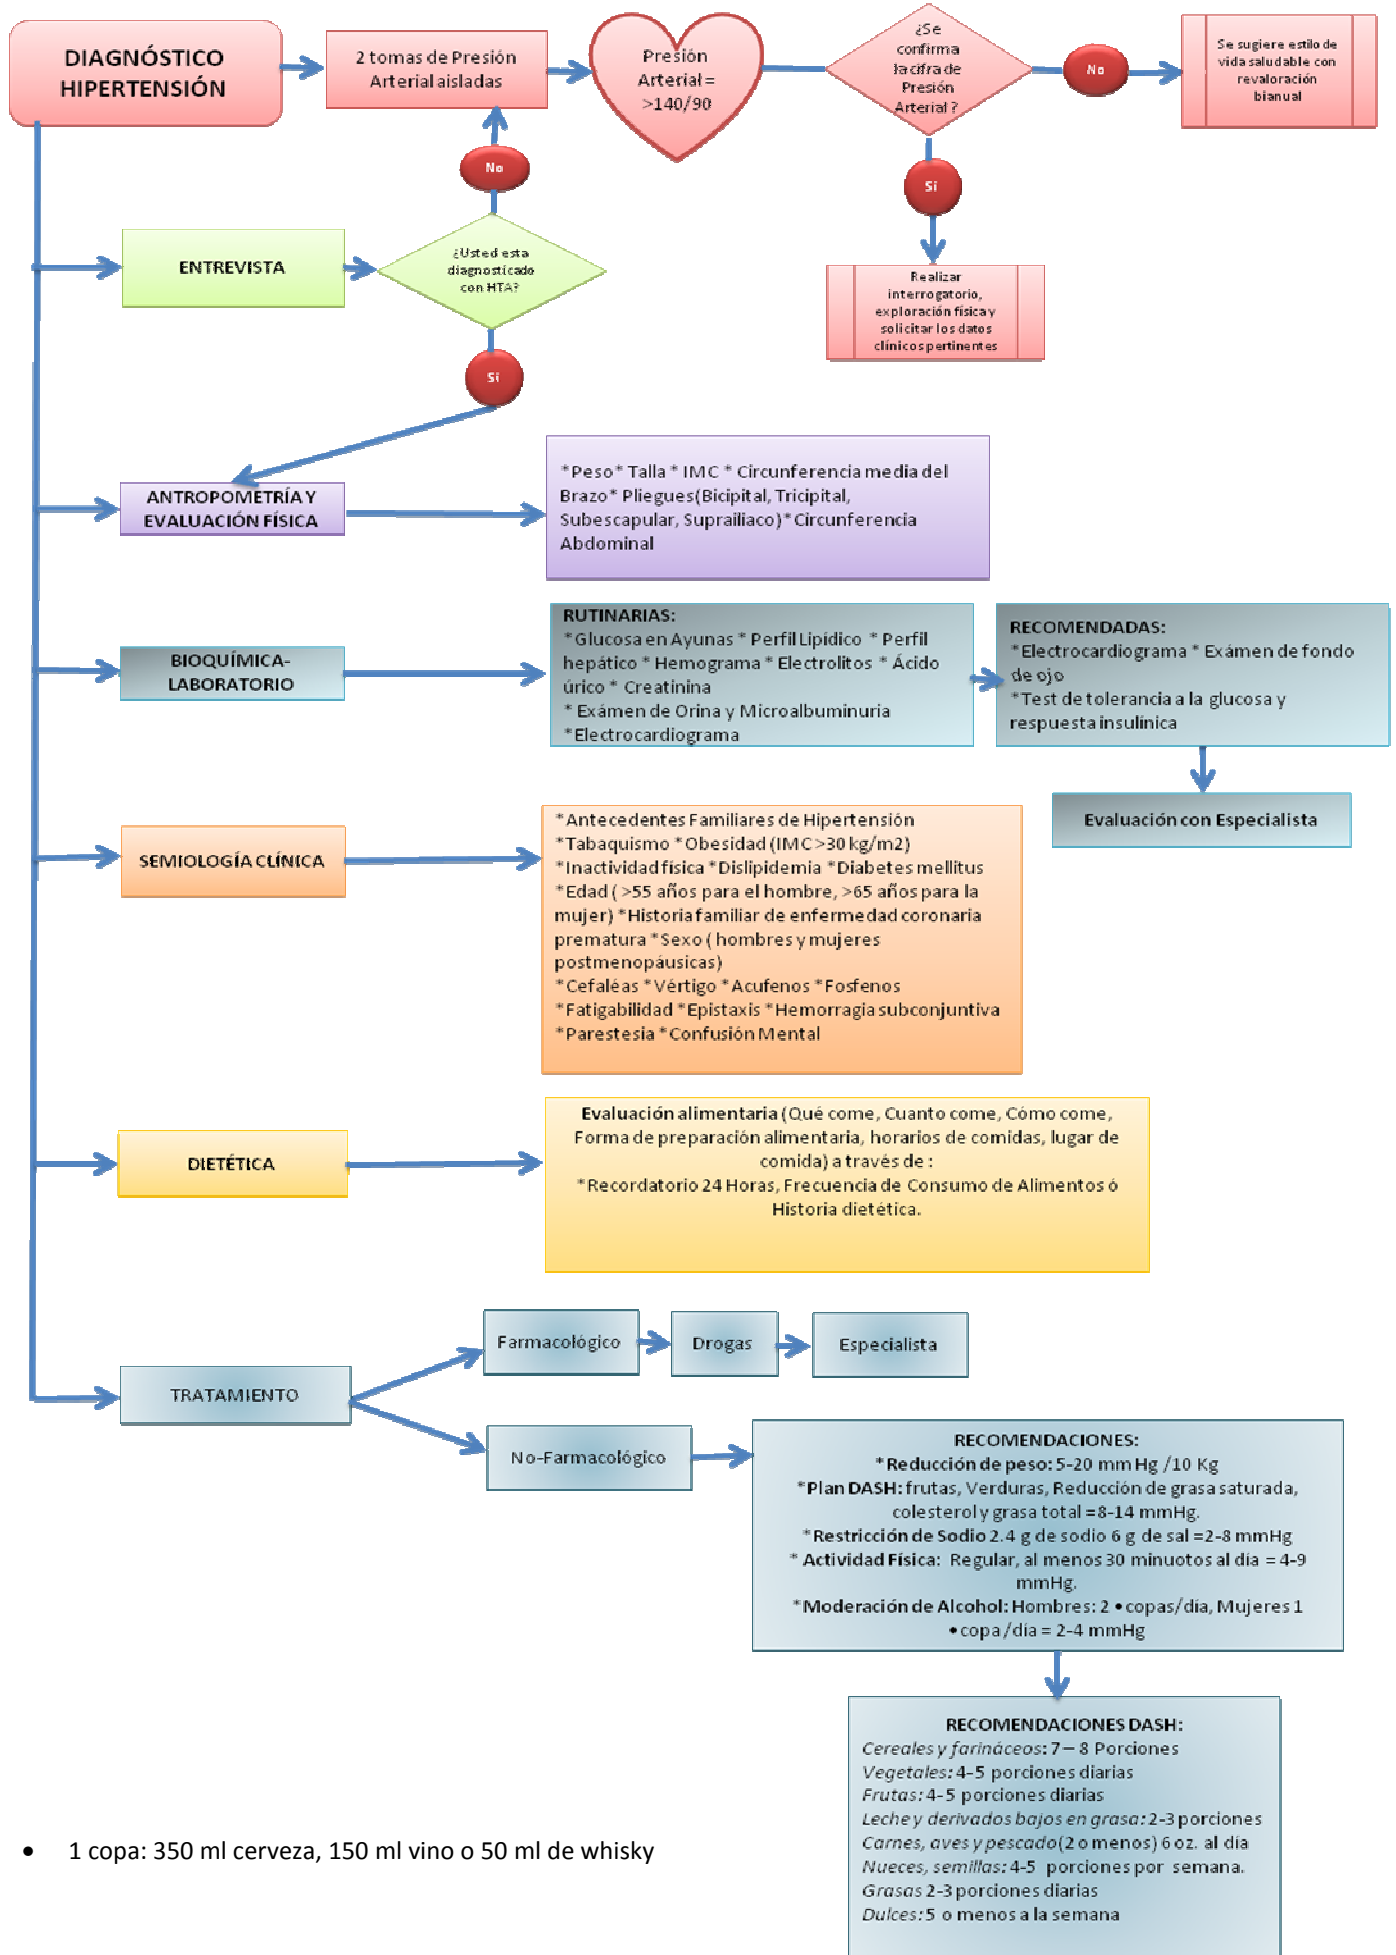 DIAGNÓSTICO
HIPERTENSIÓN
2 tomas de Presión
Arterial aisladas
Presión
Arterial =
>140/90
¿Se
confirma
la cifra de
Presión
Arterial?
No
Se sugiere estilo de
vida saludable con
revaloración
bianual
Si
Realizar
interrogatorio,
exploración física y
solicitar los datos
clínicos pertinentes
No
ENTREVISTA
¿Usted esta
diagnosticado
con HTA?
Si
ANTROPOMETRÍA Y
EVALUACIÓN FÍSICA
*Peso* Talla * IMC * Circunferencia media del
Brazo* Pliegues(Bicipital, Tricipital,
Subescapular, Suprailiaco)* Circunferencia
Abdominal
BIOQUÍMICA-
LABORATORIO
RUTINARIAS:
*Glucosa en Ayunas * Perfil Lipídico * Perfil
hepático * Hemograma * Electrolitos * Ácido
úrico * Creatinina
* Exámen de Orina y Microalbuminuria
*Electrocardiograma
RECOMENDADAS:
*Electrocardiograma * Exámen de fondo
de ojo
*Test de tolerancia a la glucosa y
respuesta insulínica
Evaluación con Especialista
SEMIOLOGÍA CLÍNICA
*Antecedentes Familiares de Hipertensión
*Tabaquismo *Obesidad (IMC >30 kg/m2)
*Inactividad física *Dislipidemia *Diabetes mellitus
*Edad ( >55 años para el hombre, >65 años para la
mujer) *Historia familiar de enfermedad coronaria
prematura *Sexo ( hombres y mujeres
postmenopáusicas)
*Cefaléas *Vértigo *Acufenos *Fosfenos
*Fatigabilidad *Epistaxis *Hemorragia subconjuntiva
*Parestesia *Confusión Mental
DIETÉTICA
Evaluación alimentaria (Qué come, Cuanto come, Cómo come,
Forma de preparación alimentaria, horarios de comidas, lugar de
comida) a través de :
*Recordatorio 24 Horas, Frecuencia de Consumo de Alimentos ó
Historia dietética.
TRATAMIENTO
Farmacológico
Drogas
Especialista
No-Farmacológico
RECOMENDACIONES:
*Reducción de peso: 5-20 mm Hg /10 Kg
*Plan DASH: frutas, Verduras, Reducción de grasa saturada,
colesterol y grasa total =8-14 mmHg.
*Restricción de Sodio 2.4 g de sodio 6 g de sal =2-8 mmHg
* Actividad Física: Regular, al menos 30 minuotos al día = 4-9
mmHg.
*Moderación de Alcohol: Hombres: 2 •copas/día, Mujeres 1
•copa/día = 2-4 mmHg
RECOMENDACIONES DASH:
Cereales y farináceos: 7 – 8 Porciones
Vegetales: 4-5 porciones diarias
Frutas: 4-5 porciones diarias
Leche y derivados bajos en grasa: 2-3 porciones
Carnes, aves y pescado(2 o menos) 6 oz. al día
Nueces, semillas: 4-5 porciones por semana.
Grasas 2-3 porciones diarias
Dulces: 5 o menos a la semana
• 1 copa: 350 ml cerveza, 150 ml vino o 50 ml de whisky